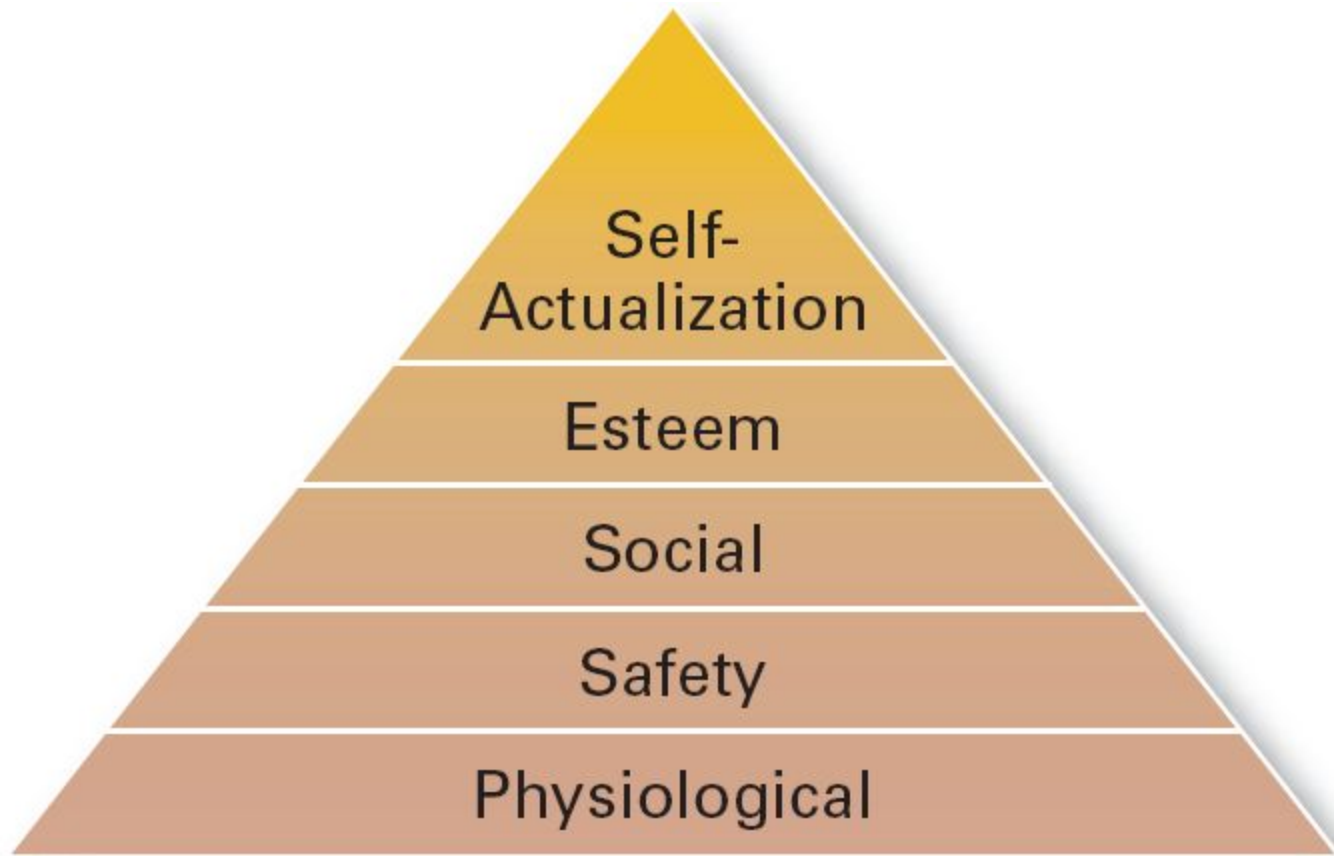 Self-
Actualization
Esteem
Social
Safety
Physiological